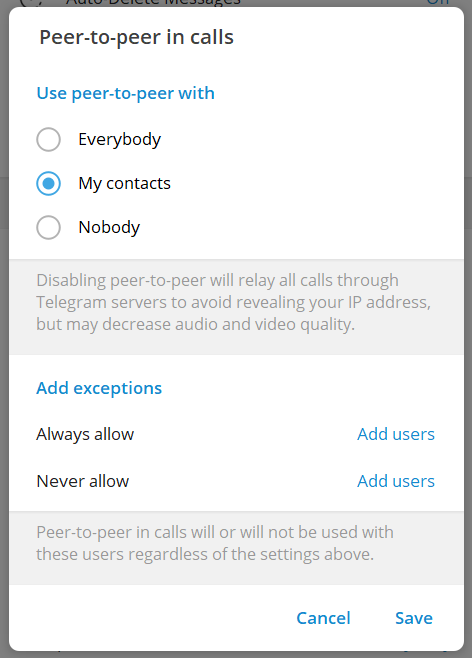 Auto-Delete Messages
Off
Peer-to-peer in calls
Use peer-to-peer with
Everybody
My contacts
Nobody
Disabling peer-to-peer will relay all calls through
Telegram servers to avoid revealing your IP address,
but may decrease audio and video quality.
Add exceptions
Always allow Add users
Never allow Add users
Peer-to-peer in calls will or will not be used with
these users regardless of the settings above.
Cancel Save